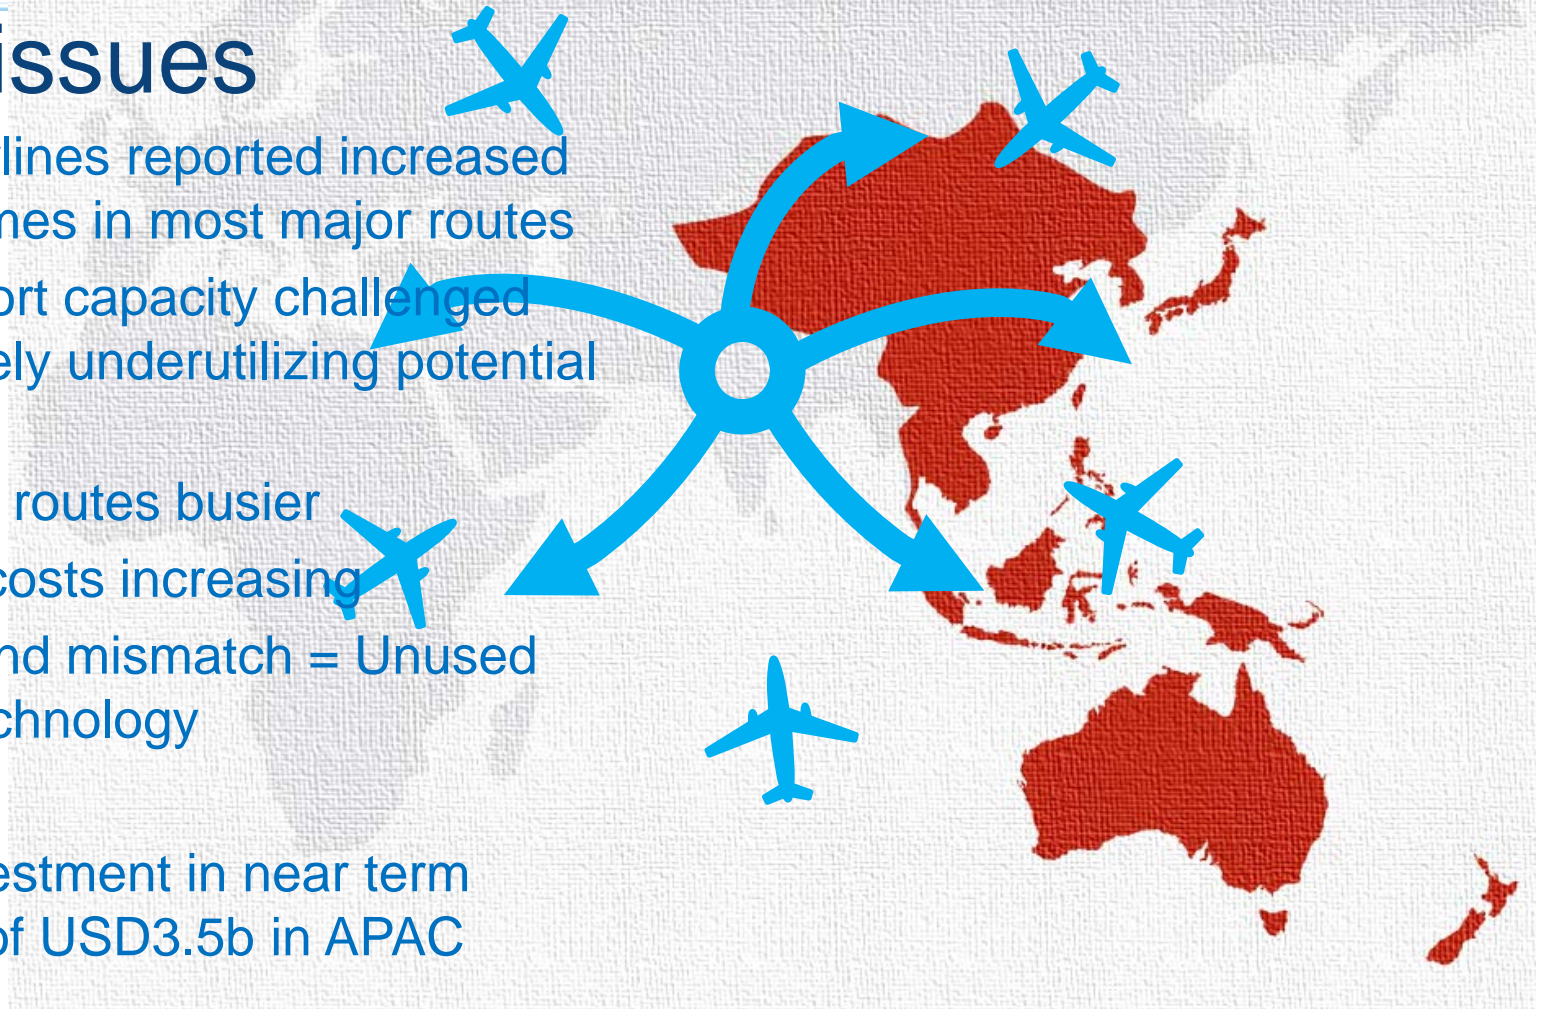 issues
lines reported increased
mes in most major routes
ort capacity challenged
ely underutilizing potential
routes busier
costs increasing
nd mismatch = Unused
chnology
estment in near term
of USD3.5b in APAC